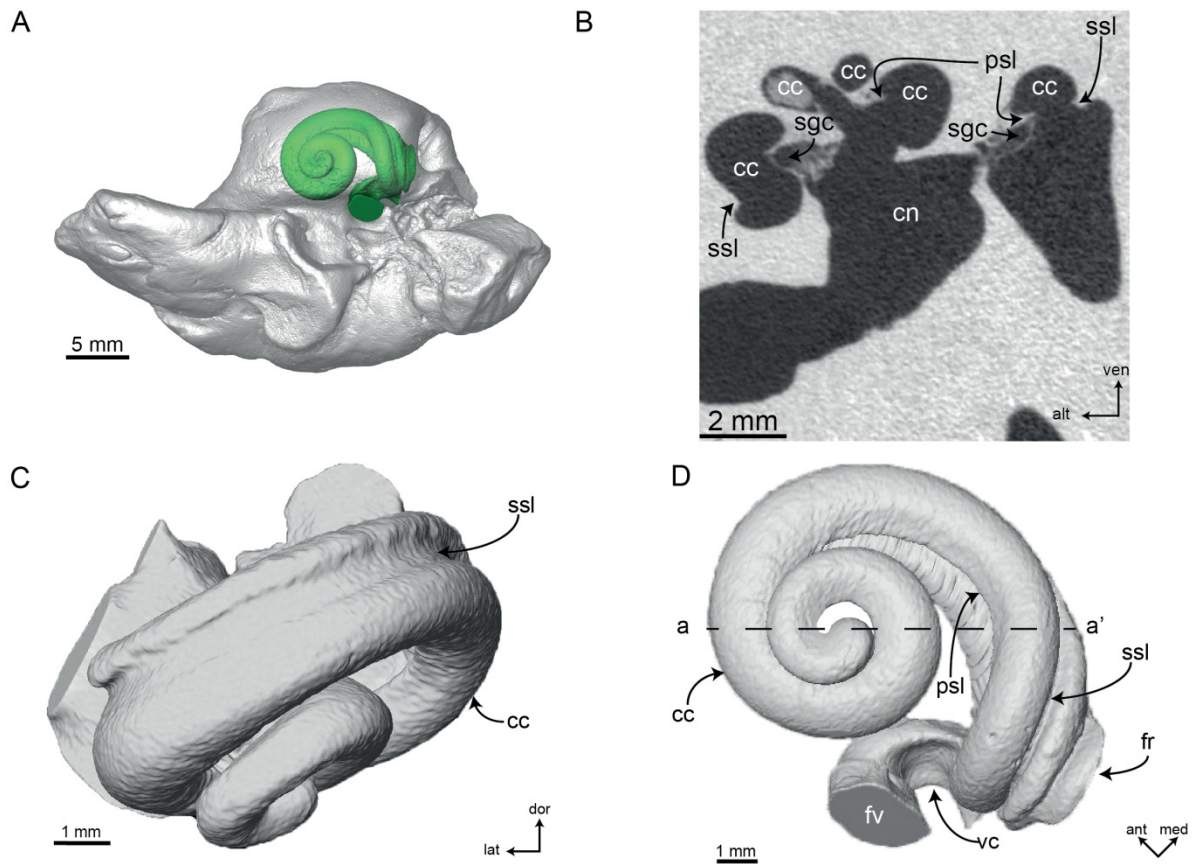 A
5 mm
B
ssl
psl
cc
cc
cc
cc
sgc
sgc
cc
cn
ssl
ven
alt
2 mm
C
ssl
cc
dor
lat
1 mm
D
a
a’
psl
ssl
cc
fr
fv
vc
ant med
1 mm